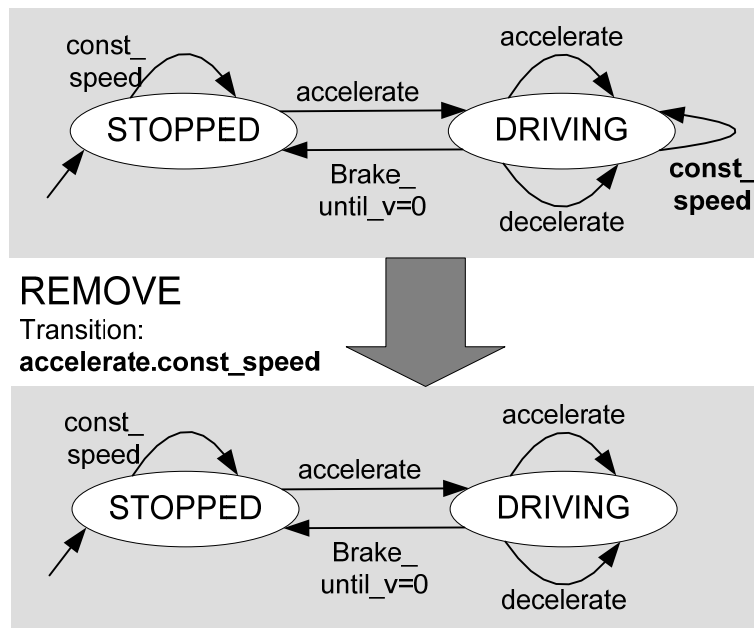 const_
speed
accelerate
accelerate
STOPPED
DRIVING
Brake_
until_v=0
decelerate
const_
speed
REMOVE
Transition:
accelerate.const_speed
const_
speed
accelerate
accelerate
STOPPED
DRIVING
Brake_
until_v=0
decelerate